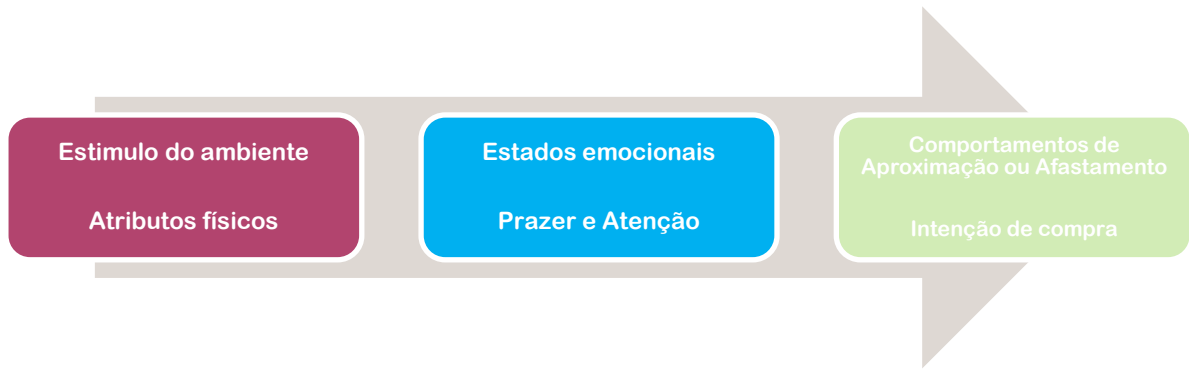 Estimulo do ambiente
Atributos físicos
Estados emocionais
Prazer e Atenção
Comportamentos de
Aproximação ou Afastamento
Intenção de compra